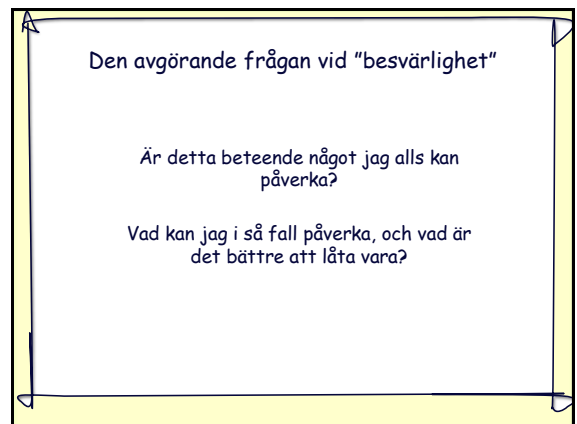 Den avgörande frågan vid ”besvärlighet”
Är detta beteende något jag alls kan
påverka?
Vad kan jag i så fall påverka, och vad är
det bättre att låta vara?